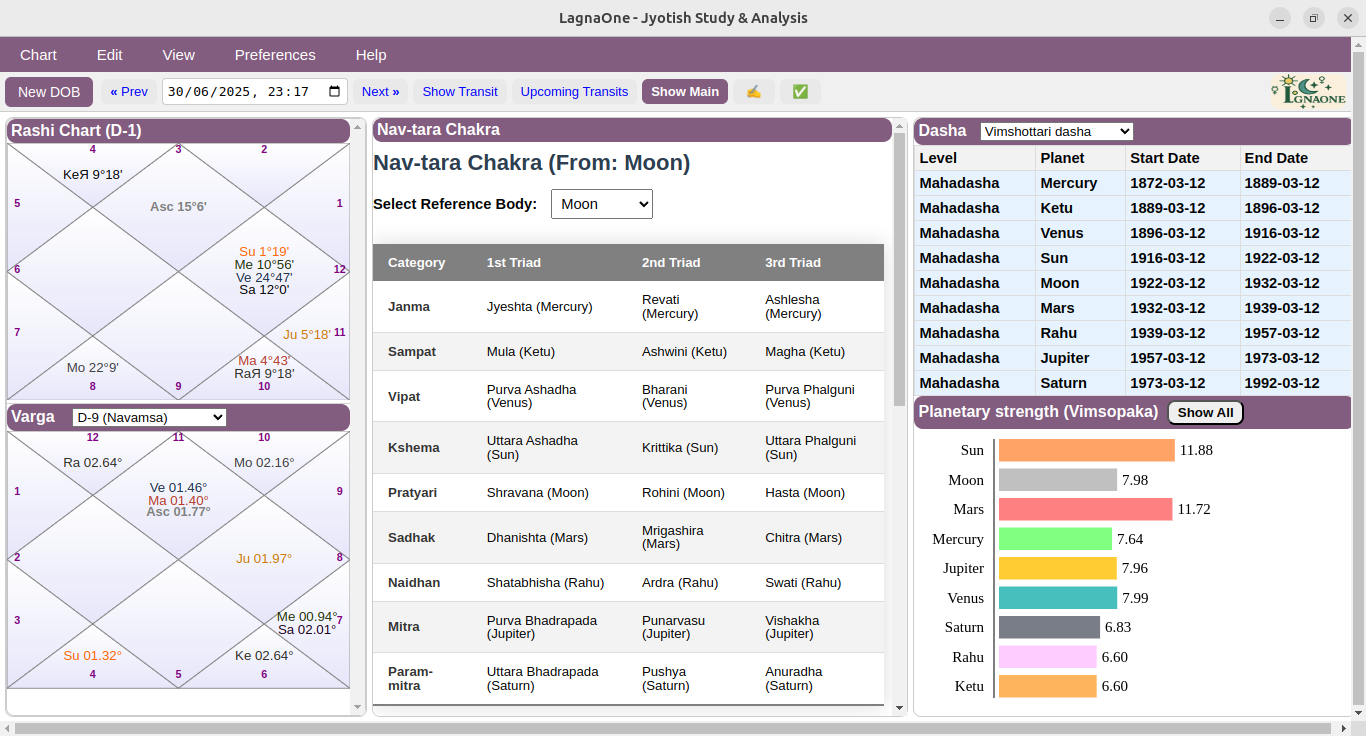 LagnaOne - Jyotish Study & Analysis
Chart Edit View Preferences Help
New DOB « Prev 30/06/2025, 23:17 Next » Show Transit Upcoming Transits Show Main LGNAONE
Rashi Chart (D-1)
4 3 2
KeЯ 9°18'
5 Asc 15°6' 1
Su 1°19'
Me 10°56'
6 12
Ve 24°47'
Sa 12°0'
7 Ju 5°18' 11
Ma 4°43'
Mo 22°9' RaЯ 9°18'
8 9 10
Varga D-9 (Navamsa)
12 11 10
Ra 02.64° Mo 02.16°
1 Ve 01.46° 9
Ma 01.40°
Asc 01.77°
2 Ju 01.97° 8
3 Me 00.94° 7
Sa 02.01°
Su 01.32° Ke 02.64°
4 5 6
Nav-tara Chakra
Nav-tara Chakra (From: Moon)
Select Reference Body: Moon
Category 1st Triad 2nd Triad 3rd Triad
Janma Jyeshta (Mercury) Revati (Mercury) Ashlesha (Mercury)
Sampat Mula (Ketu) Ashwini (Ketu) Magha (Ketu)
Vipat Purva Ashadha (Venus) Bharani (Venus) Purva Phalguni (Venus)
Kshema Uttara Ashadha (Sun) Krittika (Sun) Uttara Phalguni (Sun)
Pratyari Shravana (Moon) Rohini (Moon) Hasta (Moon)
Sadhak Dhanishta (Mars) Mrigashira (Mars) Chitra (Mars)
Naidhan Shatabhisha (Rahu) Ardra (Rahu) Swati (Rahu)
Mitra Purva Bhadrapada (Jupiter) Punarvasu (Jupiter) Vishakha (Jupiter)
Param-mitra Uttara Bhadrapada (Saturn) Pushya (Saturn) Anuradha (Saturn)
Dasha Vimshottari dasha
Level Planet Start Date End Date
Mahadasha Mercury 1872-03-12 1889-03-12
Mahadasha Ketu 1889-03-12 1896-03-12
Mahadasha Venus 1896-03-12 1916-03-12
Mahadasha Sun 1916-03-12 1922-03-12
Mahadasha Moon 1922-03-12 1932-03-12
Mahadasha Mars 1932-03-12 1939-03-12
Mahadasha Rahu 1939-03-12 1957-03-12
Mahadasha Jupiter 1957-03-12 1973-03-12
Mahadasha Saturn 1973-03-12 1992-03-12
Planetary strength (Vimsopaka) Show All
Sun 11.88
Moon 7.98
Mars 11.72
Mercury 7.64
Jupiter 7.96
Venus 7.99
Saturn 6.83
Rahu 6.60
Ketu 6.60